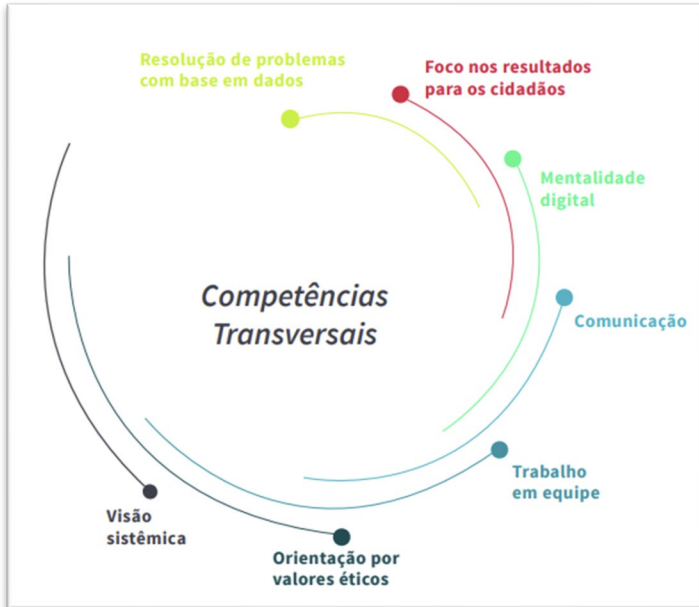 Resolução de problemas
com base em dados
Foco nos resultados
para os cidadãos
Mentalidade
digital
Competências
Transversais
Comunicação
Trabalho
em equipe
Visão
sistêmica
Orientação por
valores éticos